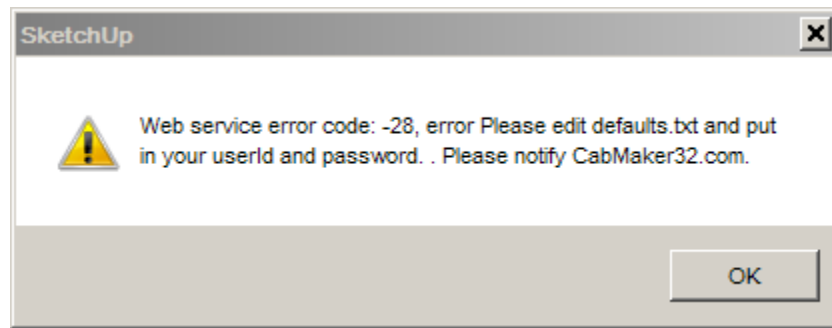 SketchUp
Web service error code: -28, error Please edit defaults.txt and put
in your userId and password. . Please notify CabMaker32.com.
OK